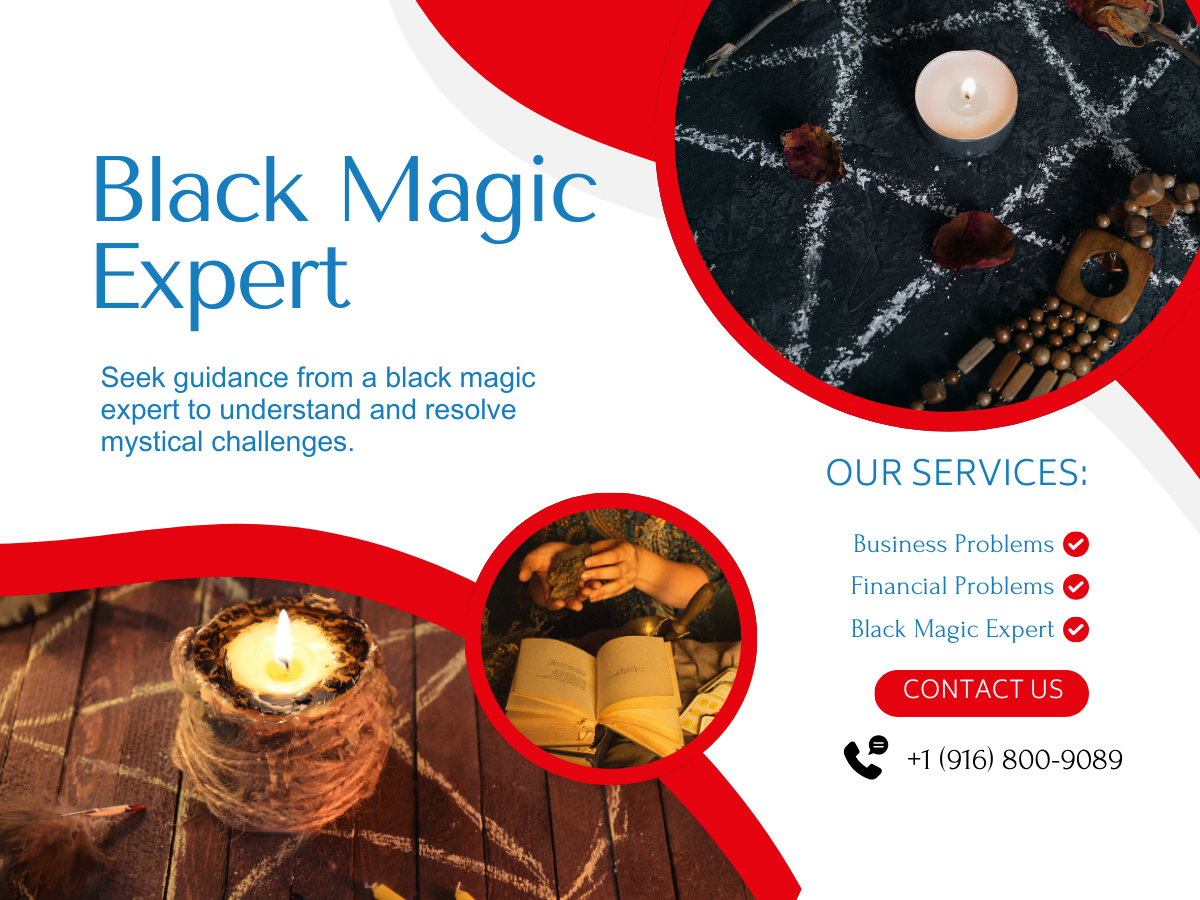 Black Magic
Expert
Seek guidance from a black magic
expert to understand and resolve
mystical challenges.
OUR SERVICES:
Business Problems
Financial Problems
Black Magic Expert
CONTACT US
+1 (916) 800-9089